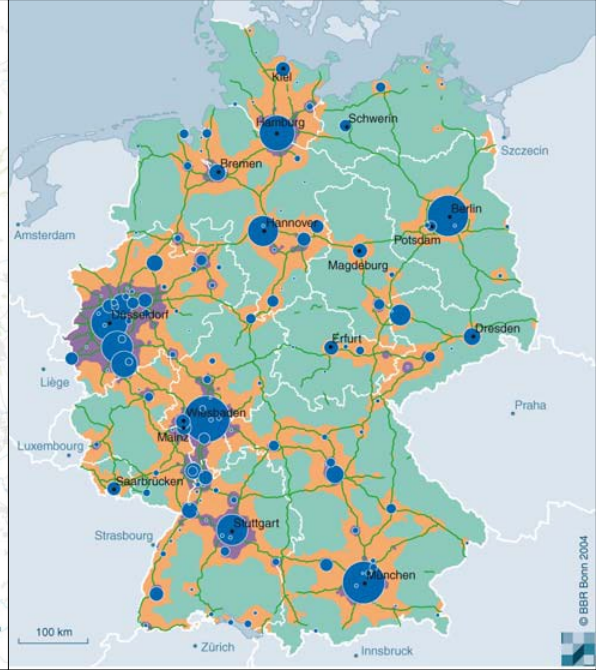 Kiel
Hamburg
Schwerin
Szczecin
Bremen
Berlin
Hannover
Potsdam
Amsterdam
Magdeburg
Düsseldorf
Dresden
Erfurt
Liège
Praha
Wiesbaden
Mainz
Luxembourg
Saarbrücken
Stuttgart
Strasbourg
München
© BBR Bonn 2004
100 km
Zürich
Innsbruck